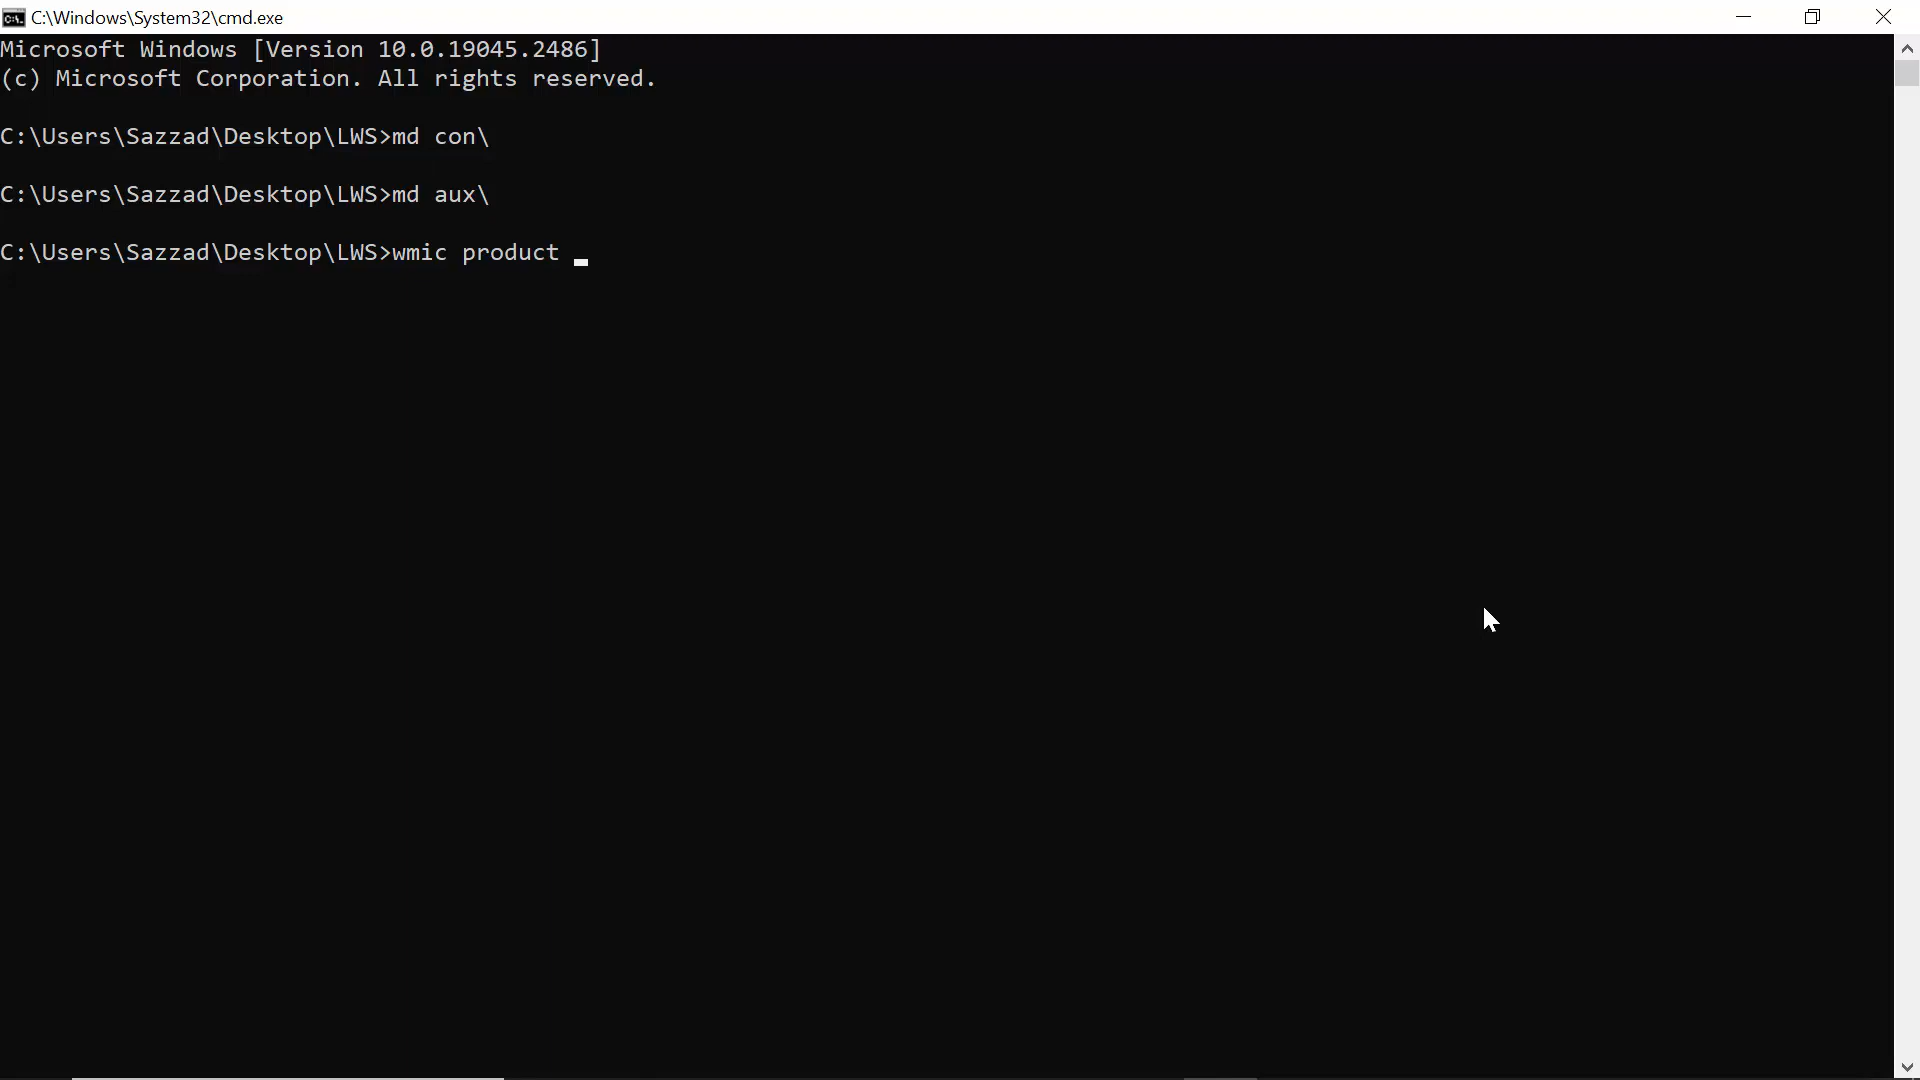 C:\Windows\System32\cmd.exe
Microsoft Windows [Version 10.0.19045.2486]
(c) Microsoft Corporation. All rights reserved.
C:\Users\Sazzad\Desktop\LWS>md con\
C:\Users\Sazzad\Desktop\LWS>md aux\
C:\Users\Sazzad\Desktop\LWS>wmic product